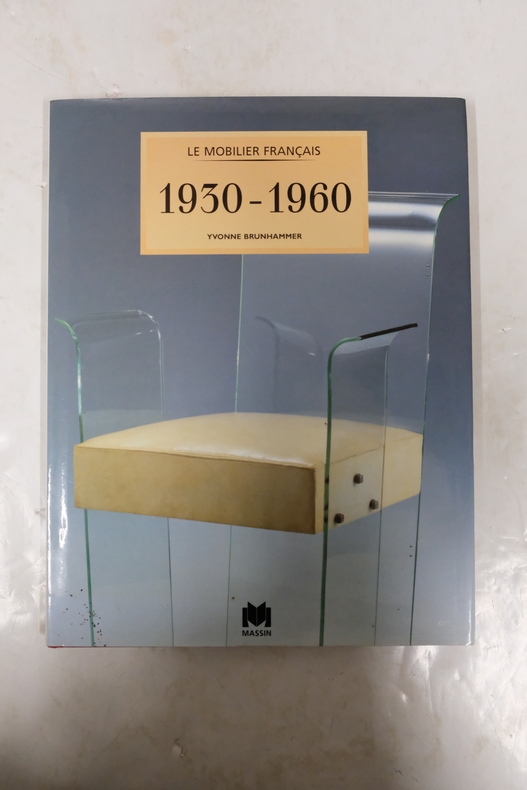 LE MOBILIER FRANÇAIS
1930-1960
YVONNE BRUNHAMMER
MASSIN